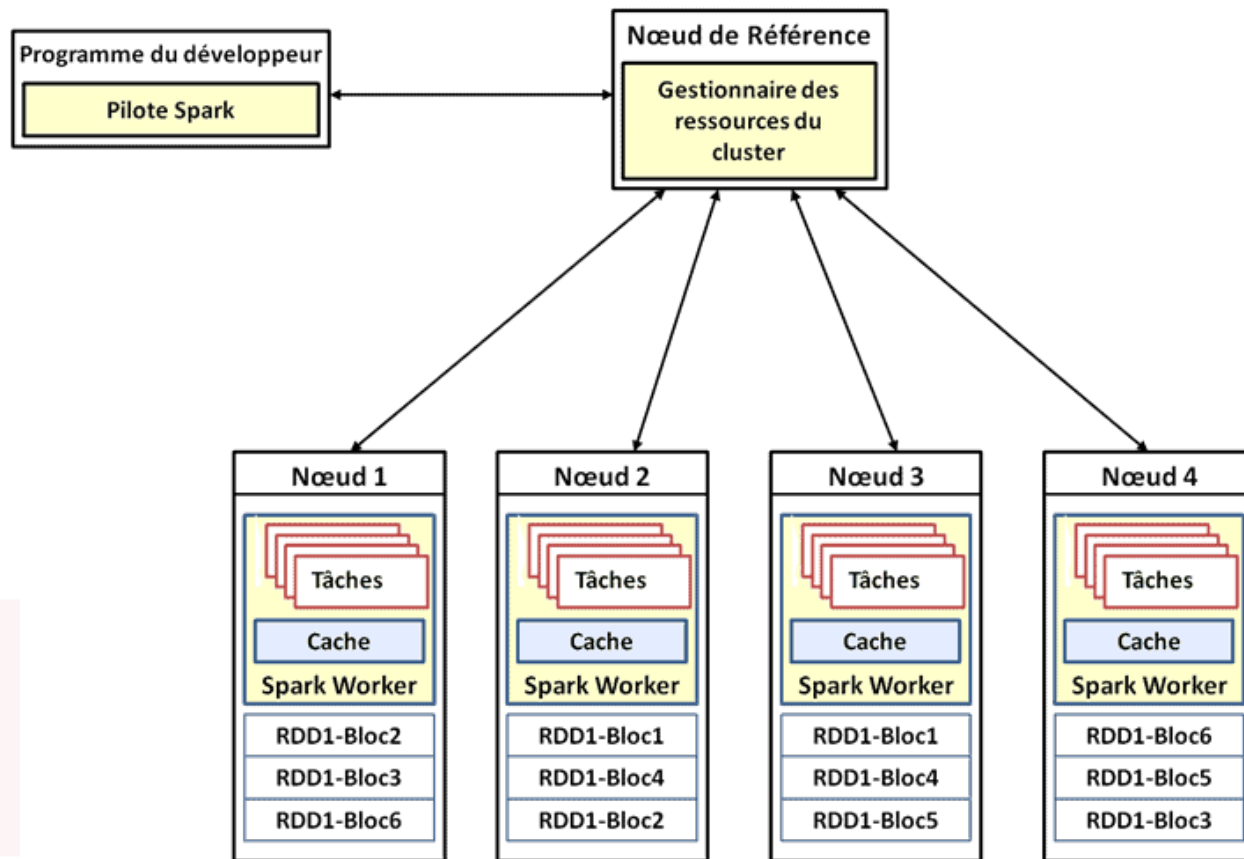 Programme du développeur
Pilote Spark
Nœud de Référence
Gestionnaire des
ressources du
cluster
Nœud 1
Tâches
Cache
Spark Worker
RDD1-Bloc2
RDD1-Bloc3
RDD1-Bloc6
Nœud 2
Tâches
Cache
Spark Worker
RDD1-Bloc1
RDD1-Bloc4
RDD1-Bloc2
Nœud 3
Tâches
Cache
Spark Worker
RDD1-Bloc1
RDD1-Bloc4
RDD1-Bloc5
Nœud 4
Tâches
Cache
Spark Worker
RDD1-Bloc6
RDD1-Bloc5
RDD1-Bloc3